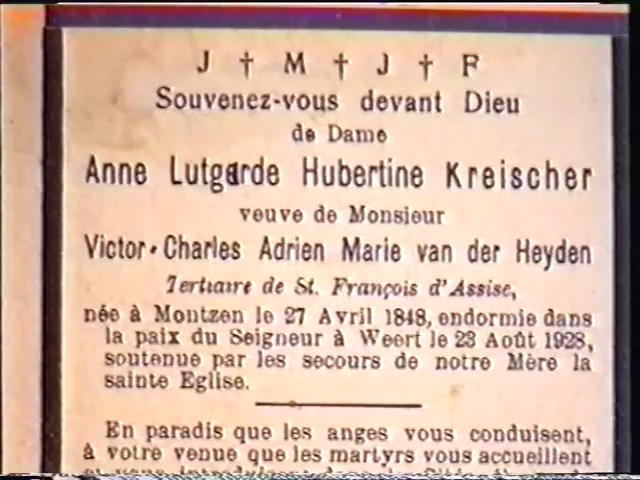 J † M † J † F
Souvenez-vous devant Dieu
de Dame
Anne Lutgarde Hubertine Kreischer
veuve de Monsieur
Victor-Charles Adrien Marie van der Heyden
Tertiaire de St. François d'Assise,
née à Montzen le 27 Avril 1848, endormie dans
la paix du Seigneur à Weert le 23 Août 1928,
soutenue par les secours de notre Mère la
sainte Eglise.
En paradis que les anges vous conduisent,
à votre venue que les martyrs vous accueillent